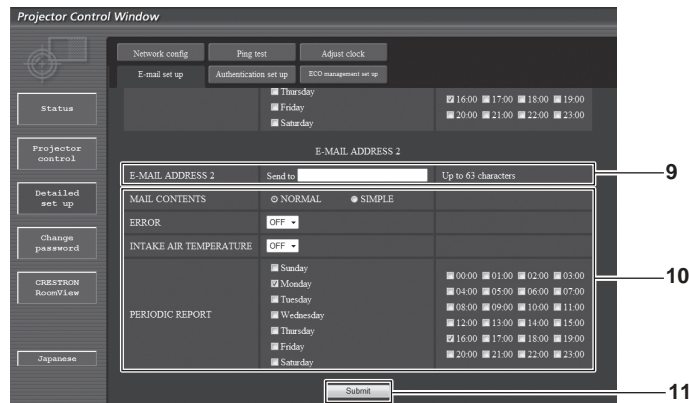 Projector Control Window
Network config Ping test Adjust clock
E-mail set up Authentication set up ECO management set up
Status
Projector control
Detailed set up
Change password
CRESTRON RoomView
Japanese
Thursday
Friday
Saturday
16:00 17:00 18:00 19:00
20:00 21:00 22:00 23:00
E-MAIL ADDRESS 2
E-MAIL ADDRESS 2 Send to Up to 63 characters
9
MAIL CONTENTS NORMAL SIMPLE
ERROR OFF
INTAKE AIR TEMPERATURE OFF
PERIODIC REPORT
Sunday
Monday
Tuesday
Wednesday
Thursday
Friday
Saturday
00:00 01:00 02:00 03:00
04:00 05:00 06:00 07:00
08:00 09:00 10:00 11:00
12:00 13:00 14:00 15:00
16:00 17:00 18:00 19:00
20:00 21:00 22:00 23:00
10
Submit
11